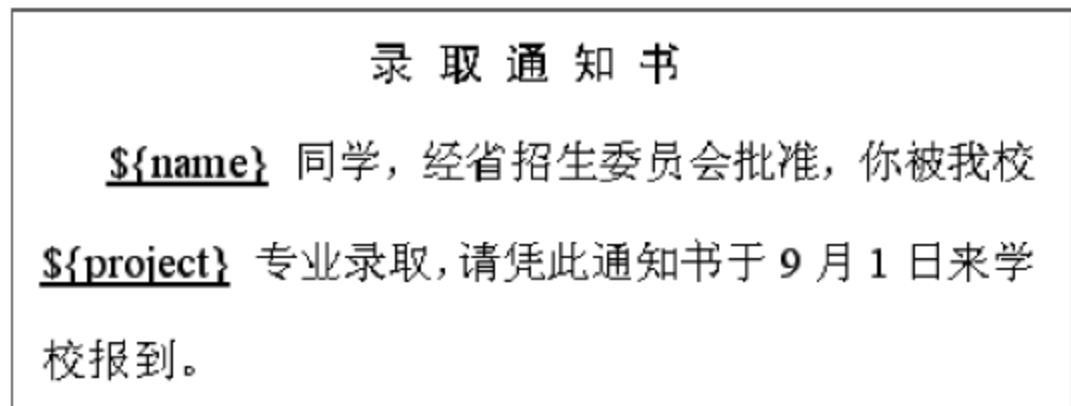 录取通知书
${name} 同学，经省招生委员会批准，你被我校
${project} 专业录取，请凭此通知书于 9 月 1 日来学
校报到。